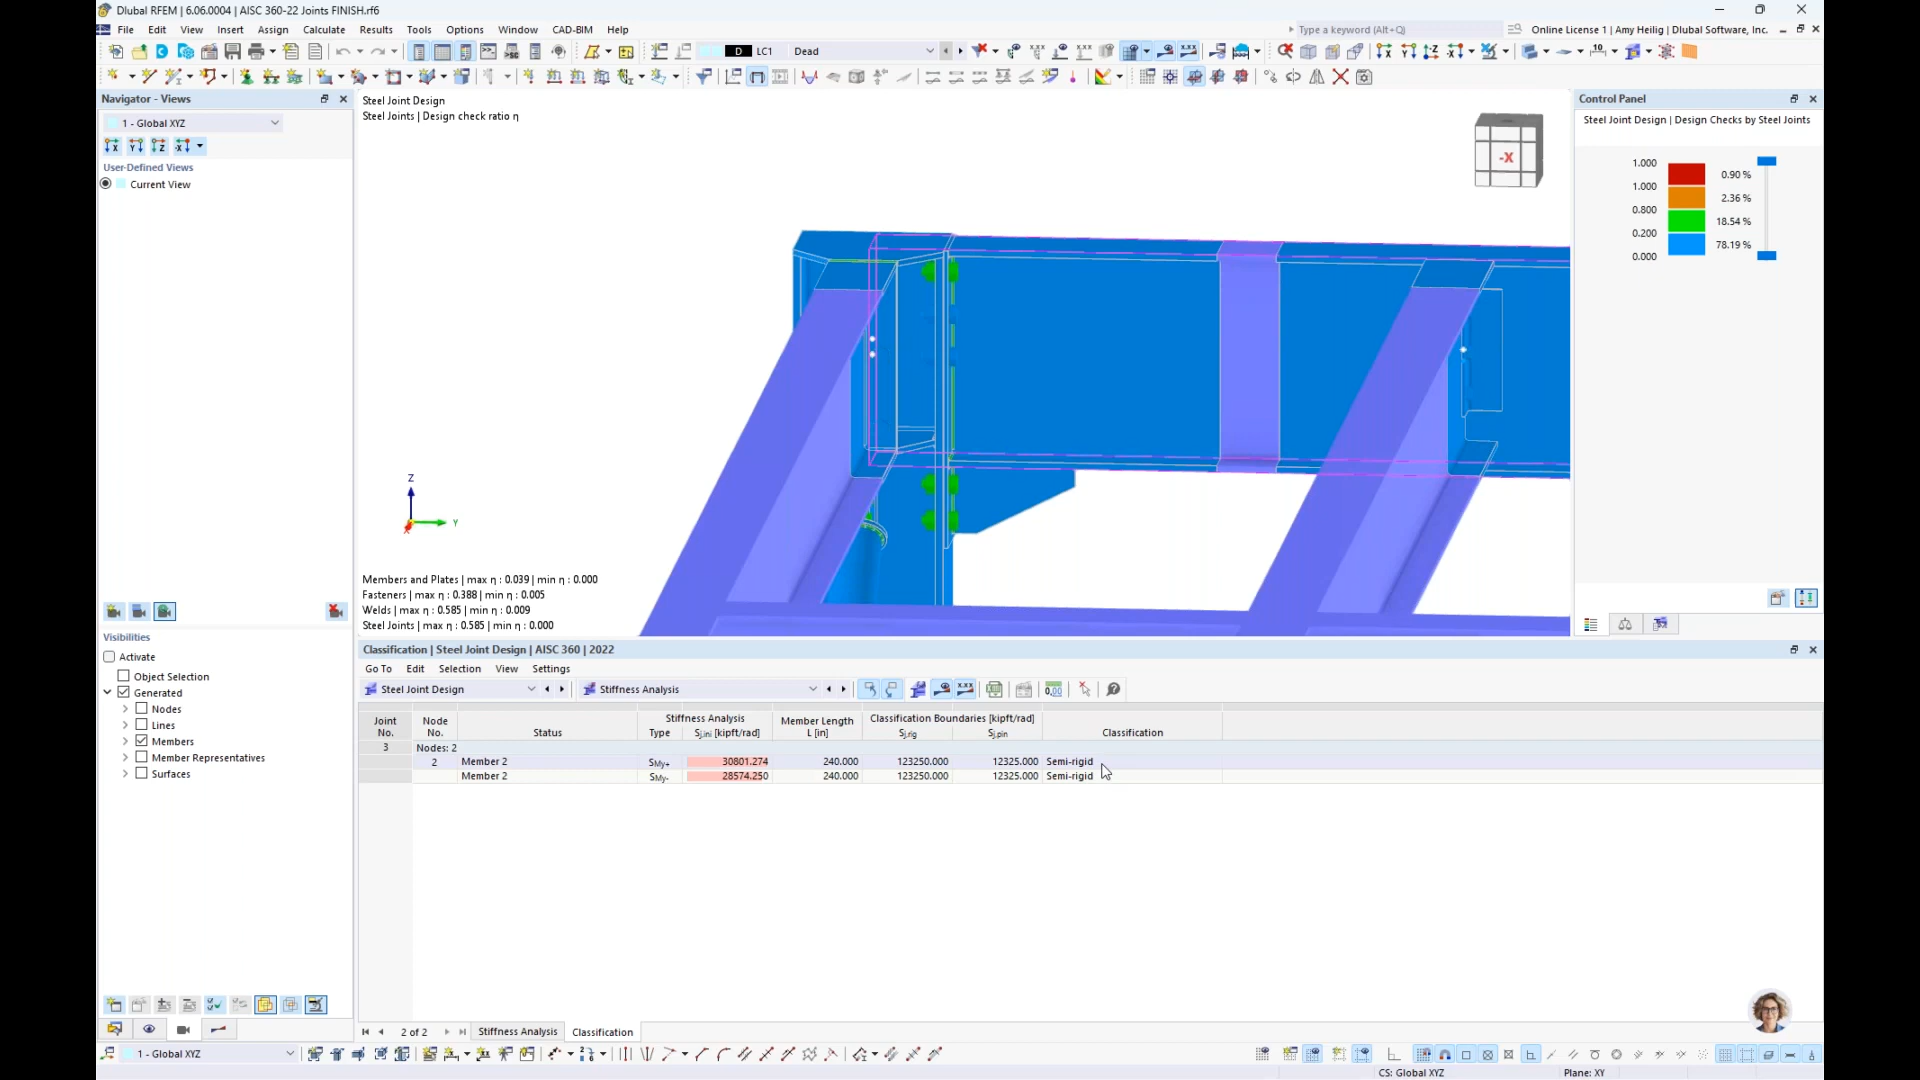 Dlubal RFEM | 6.06.0004 | AISC 360-22 Joints FINISH.rf6
File Edit View Insert Assign Calculate Results Tools Options Window CAD-BIM Help
Type a keyword (Alt+Q)
Online License 1 | Amy Heilig | Dlubal Software, Inc.
D LC1 Dead
Navigator - Views
1 - Global XYZ
User-Defined Views
Current View
Steel Joint Design
Steel Joints | Design check ratio η
-X
Z
Y
X
Members and Plates | max η : 0.039 | min η : 0.000
Fasteners | max η : 0.388 | min η : 0.005
Welds | max η : 0.585 | min η : 0.009
Steel Joints | max η : 0.585 | min η : 0.000
Control Panel
Steel Joint Design | Design Checks by Steel Joints
1.000
0.90 %
1.000
2.36 %
0.800
18.54 %
0.200
78.19 %
0.000
Visibilities
Activate
Object Selection
Generated
Nodes
Lines
Members
Member Representatives
Surfaces
Classification | Steel Joint Design | AISC 360 | 2022
Go To Edit Selection View Settings
Steel Joint Design Stiffness Analysis
Joint Node Stiffness Analysis Member Length Classification Boundaries [kipft/rad]
No. No. Status Type Sj,ini [kipft/rad] L [in] Sj,rig Sj,pin Classification
3 Nodes: 2
2 Member 2 SMy+ 30801.274 240.000 123250.000 12325.000 Semi-rigid
Member 2 SMy- 28574.250 240.000 123250.000 12325.000 Semi-rigid
2 of 2 Stiffness Analysis Classification
1 - Global XYZ
CS: Global XYZ Plane: XY